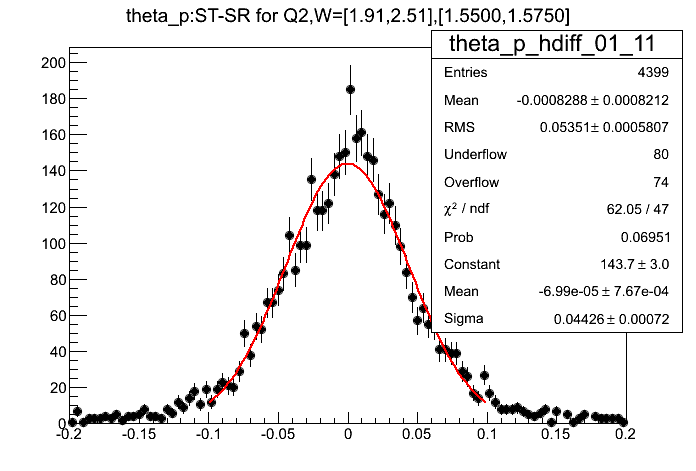 theta_p:ST-SR for Q2,W=[1.91,2.51],[1.5500,1.5750]
theta_p_hdiff_01_11
Entries 4399
Mean -0.0008288 ± 0.0008212
RMS 0.05351 ± 0.0005807
Underflow 80
Overflow 74
χ² / ndf 62.05 / 47
Prob 0.06951
Constant 143.7 ± 3.0
Mean -6.99e-05 ± 7.67e-04
Sigma 0.04426 ± 0.00072
200
180
160
140
120
100
80
60
40
20
0
-0.2 -0.15 -0.1 -0.05 0 0.05 0.1 0.15 0.2